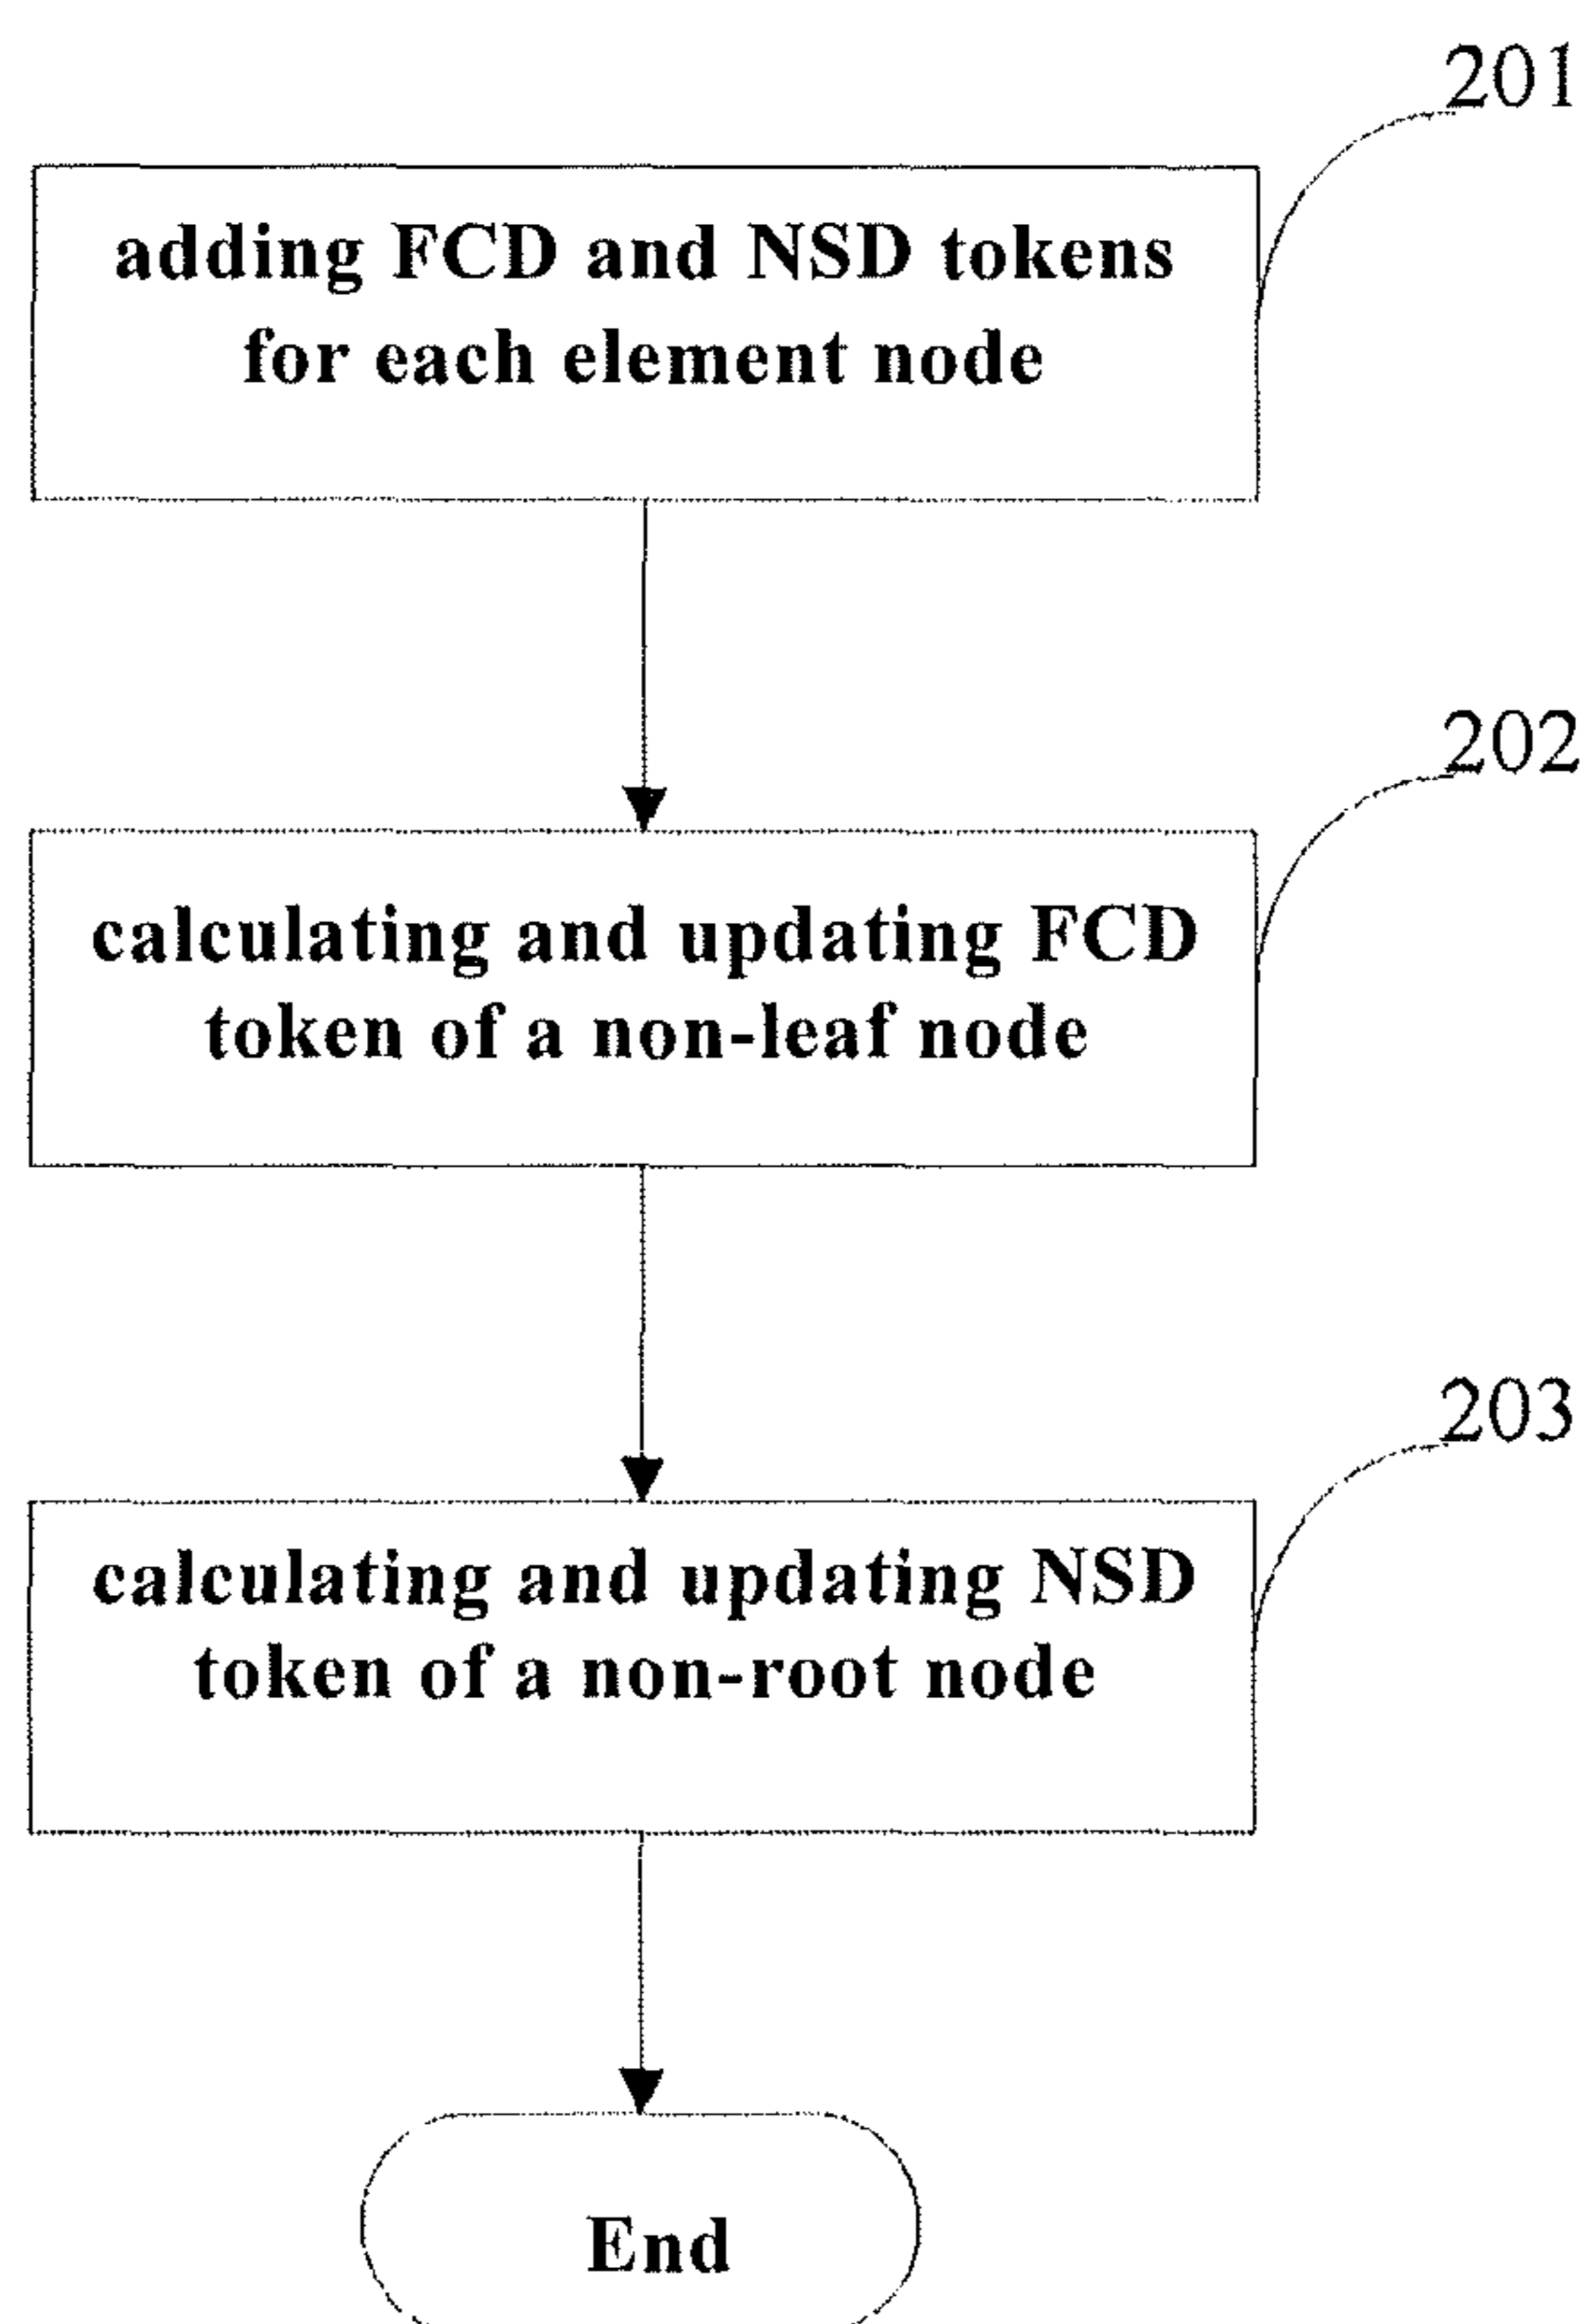 201
adding FCD and NSD tokens
for each element node
202
calculating and updating FCD
token of a non-leaf node
203
calculating and updating NSD
token of a non-root node
End